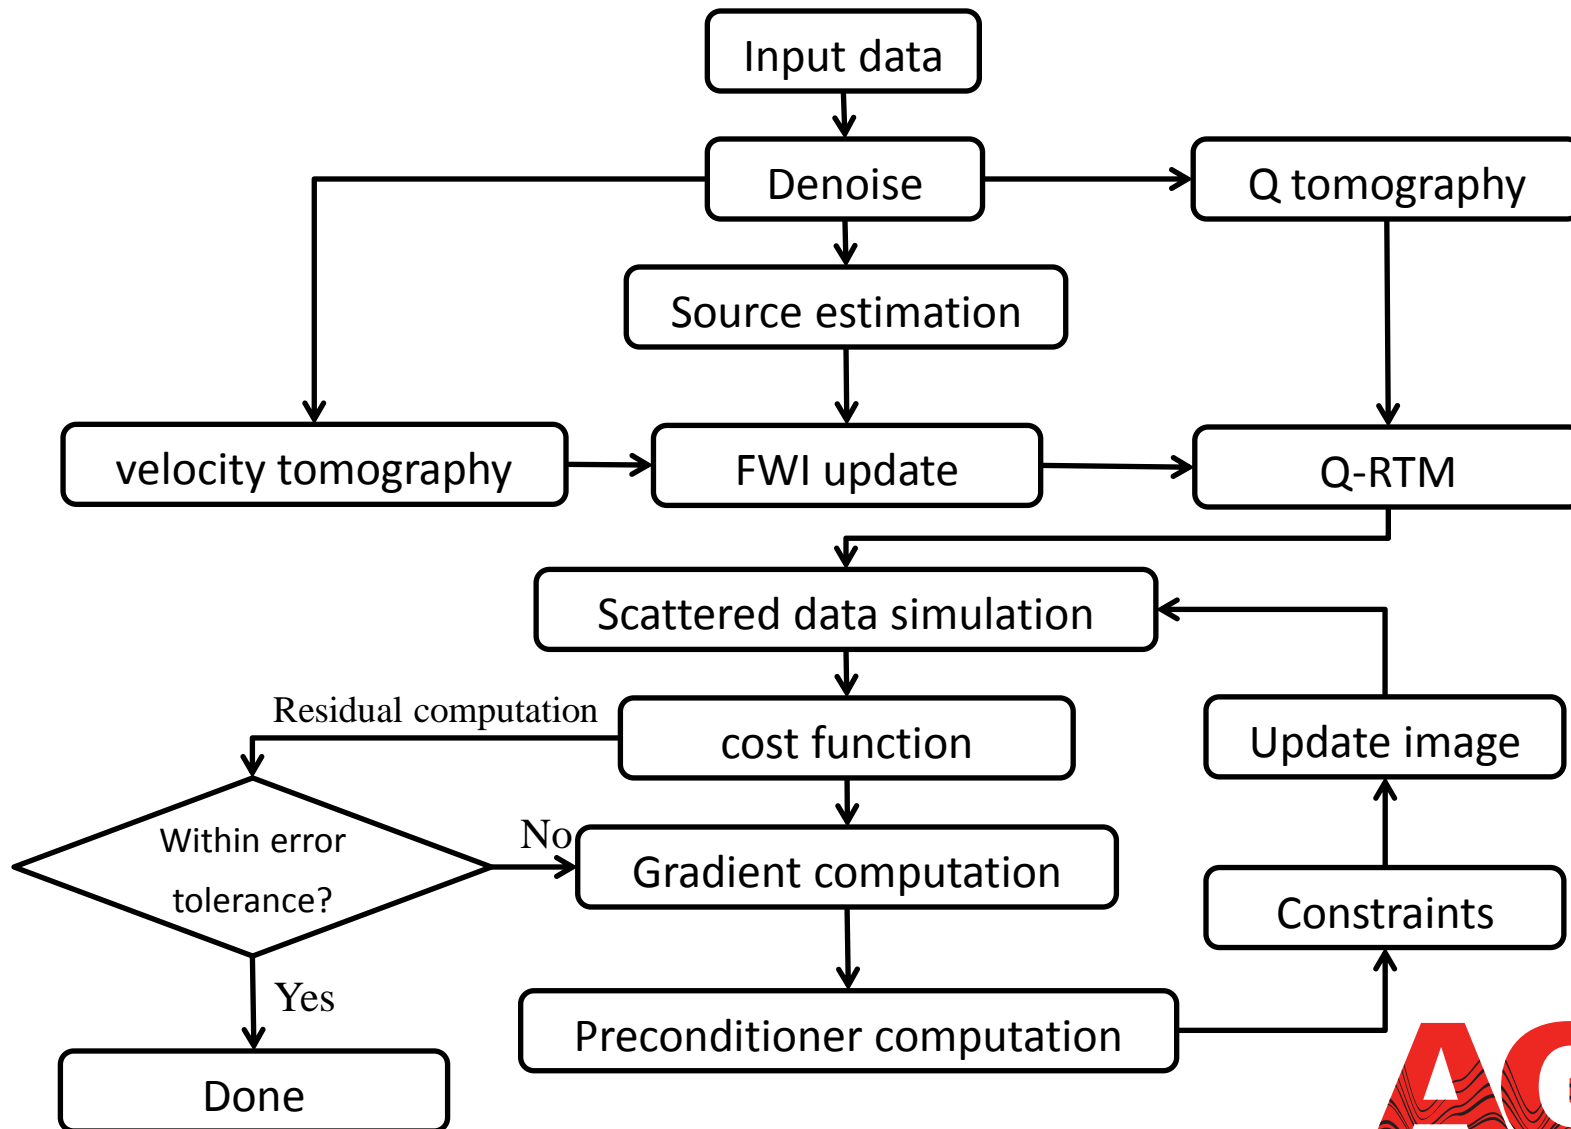 Input data
Denoise
Q tomography
Source estimation
velocity tomography
FWI update
Q-RTM
Scattered data simulation
Residual computation
cost function
Update image
Within error
tolerance?
No
Gradient computation
Constraints
Yes
Preconditioner computation
Done